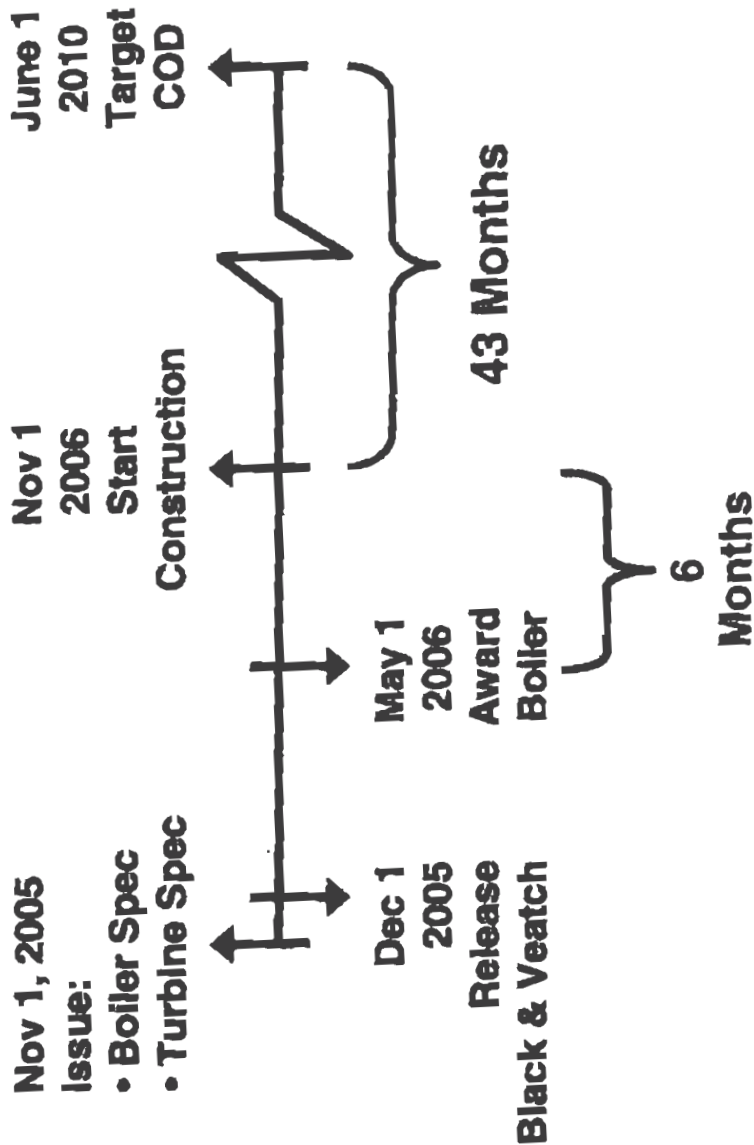 Nov 1, 2005
Issue:
• Boiler Spec
• Turbine Spec
Nov 1
2006
Start
Construction
June 1
2010
Target
COD
Dec 1
2005
Release
Black & Veatch
May 1
2006
Award
Boiler
43 Months
6
Months